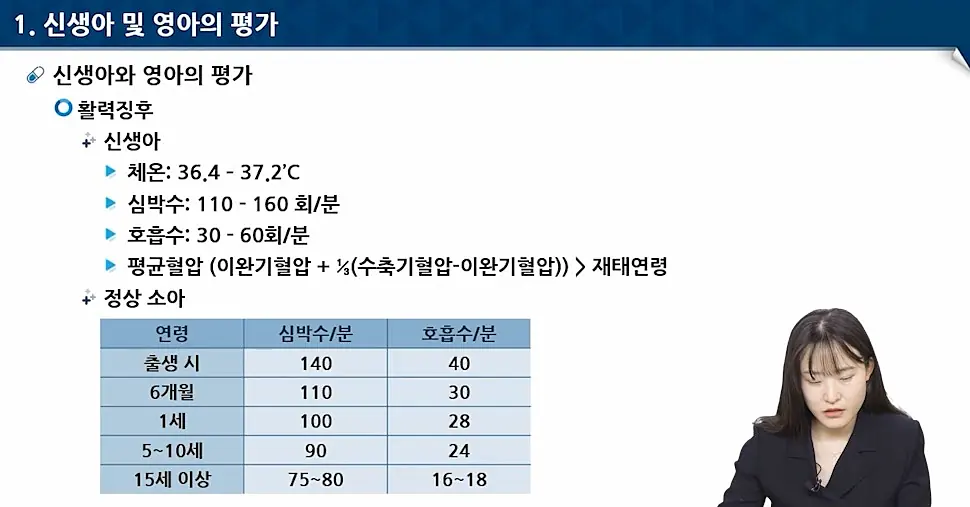 1. 신생아 및 영아의 평가
신생아와 영아의 평가
활력징후
신생아
체온: 36.4 - 37.2'C
심박수: 110 - 160 회/분
호흡수: 30 - 60회/분
평균혈압 (이완기혈압 + ⅓(수축기혈압-이완기혈압)) > 재태연령
정상 소아
연령 심박수/분 호흡수/분
출생 시 140 40
6개월 110 30
1세 100 28
5~10세 90 24
15세 이상 75~80 16~18